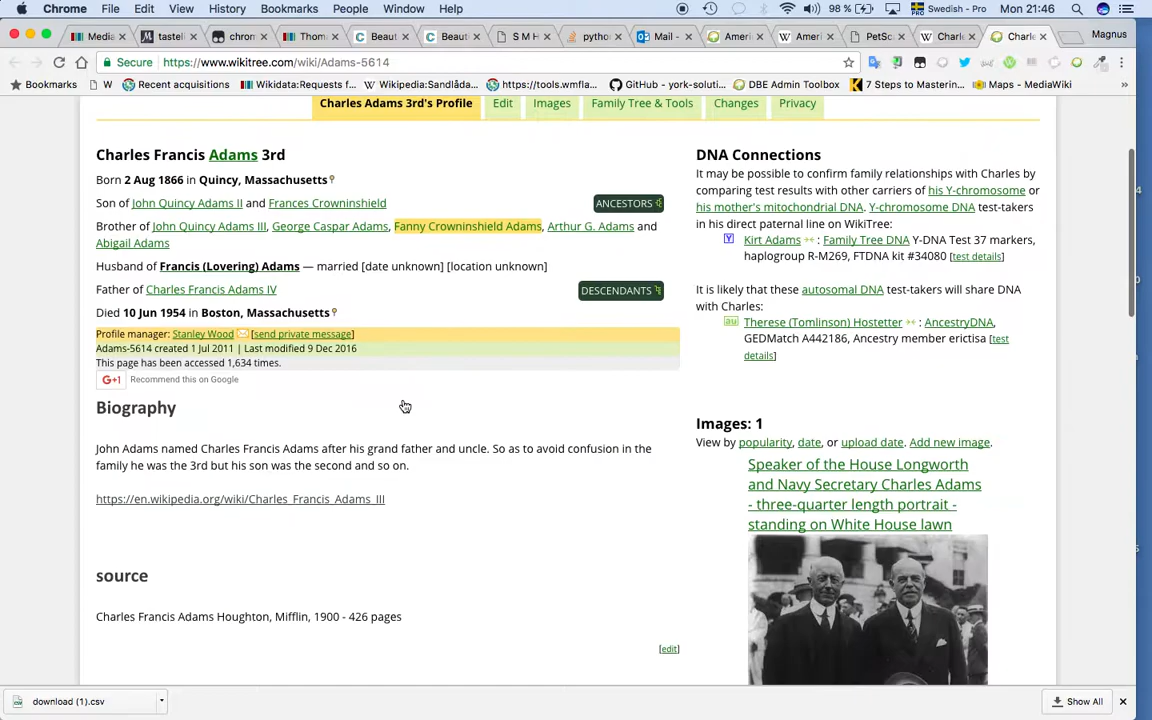 Chrome File Edit View History Bookmarks People Window Help 98 % Swedish - Pro Mon 21:46
Media tastel chrom Thom Beaut Beaut S M H pytho Mail - Ameri Ameri PetSc Charle Charle Magnus
Secure https://www.wikitree.com/wiki/Adams-5614
Bookmarks W Recent acquisitions Wikidata:Requests f Wikipedia:Sandlåda… https://tools.wmfla… GitHub - york-soluti… DBE Admin Toolbox 7 Steps to Masterin… Maps - MediaWiki »
Charles Adams 3rd's Profile Edit Images Family Tree & Tools Changes Privacy
Charles Francis Adams 3rd
Born 2 Aug 1866 in Quincy, Massachusetts
Son of John Quincy Adams II and Frances Crowninshield
ANCESTORS
Brother of John Quincy Adams III, George Caspar Adams, Fanny Crowninshield Adams, Arthur G. Adams and
Abigail Adams
Husband of Francis (Lovering) Adams — married [date unknown] [location unknown]
Father of Charles Francis Adams IV
DESCENDANTS
Died 10 Jun 1954 in Boston, Massachusetts
Profile manager: Stanley Wood [send private message]
Adams-5614 created 1 Jul 2011 | Last modified 9 Dec 2016
This page has been accessed 1,634 times.
G+1 Recommend this on Google
Biography
John Adams named Charles Francis Adams after his grand father and uncle. So as to avoid confusion in the
family he was the 3rd but his son was the second and so on.
https://en.wikipedia.org/wiki/Charles_Francis_Adams_III
source
Charles Francis Adams Houghton, Mifflin, 1900 - 426 pages
[edit]
DNA Connections
It may be possible to confirm family relationships with Charles by
comparing test results with other carriers of his Y-chromosome or
his mother's mitochondrial DNA. Y-chromosome DNA test-takers
in his direct paternal line on WikiTree:
Y Kirt Adams : Family Tree DNA Y-DNA Test 37 markers,
haplogroup R-M269, FTDNA kit #34080 [test details]
It is likely that these autosomal DNA test-takers will share DNA
with Charles:
au Therese (Tomlinson) Hostetter : AncestryDNA,
GEDMatch A442186, Ancestry member erictisa [test
details]
Images: 1
View by popularity, date, or upload date. Add new image.
Speaker of the House Longworth
and Navy Secretary Charles Adams
- three-quarter length portrait -
standing on White House lawn
download (1).csv
Show All